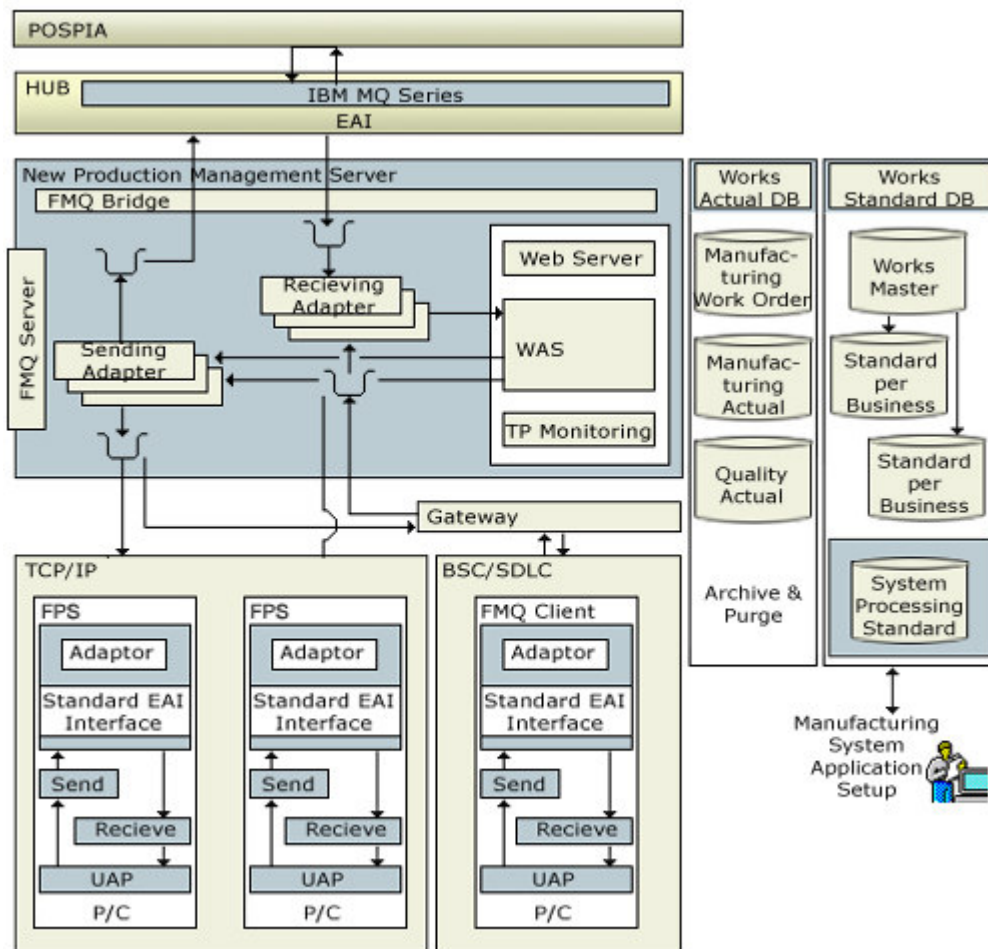 POSPIA
HUB
IBM MQ Series
EAI
New Production Management Server
FMQ Bridge
FMQ Server
Recieving
Adapter
Sending
Adapter
Web Server
WAS
TP Monitoring
Works
Actual DB
Manufac-
turing
Work Order
Manufac-
turing
Actual
Quality
Actual
Archive &
Purge
Works
Standard DB
Works
Master
Standard
per
Business
Standard
per
Business
System
Processing
Standard
Manufacturing
System
Application
Setup
Gateway
TCP/IP
FPS
Adaptor
Standard EAI
Interface
Send
Recieve
UAP
P/C
FPS
Adaptor
Standard EAI
Interface
Send
Recieve
UAP
P/C
BSC/SDLC
FMQ Client
Adaptor
Standard EAI
Interface
Send
Recieve
UAP
P/C